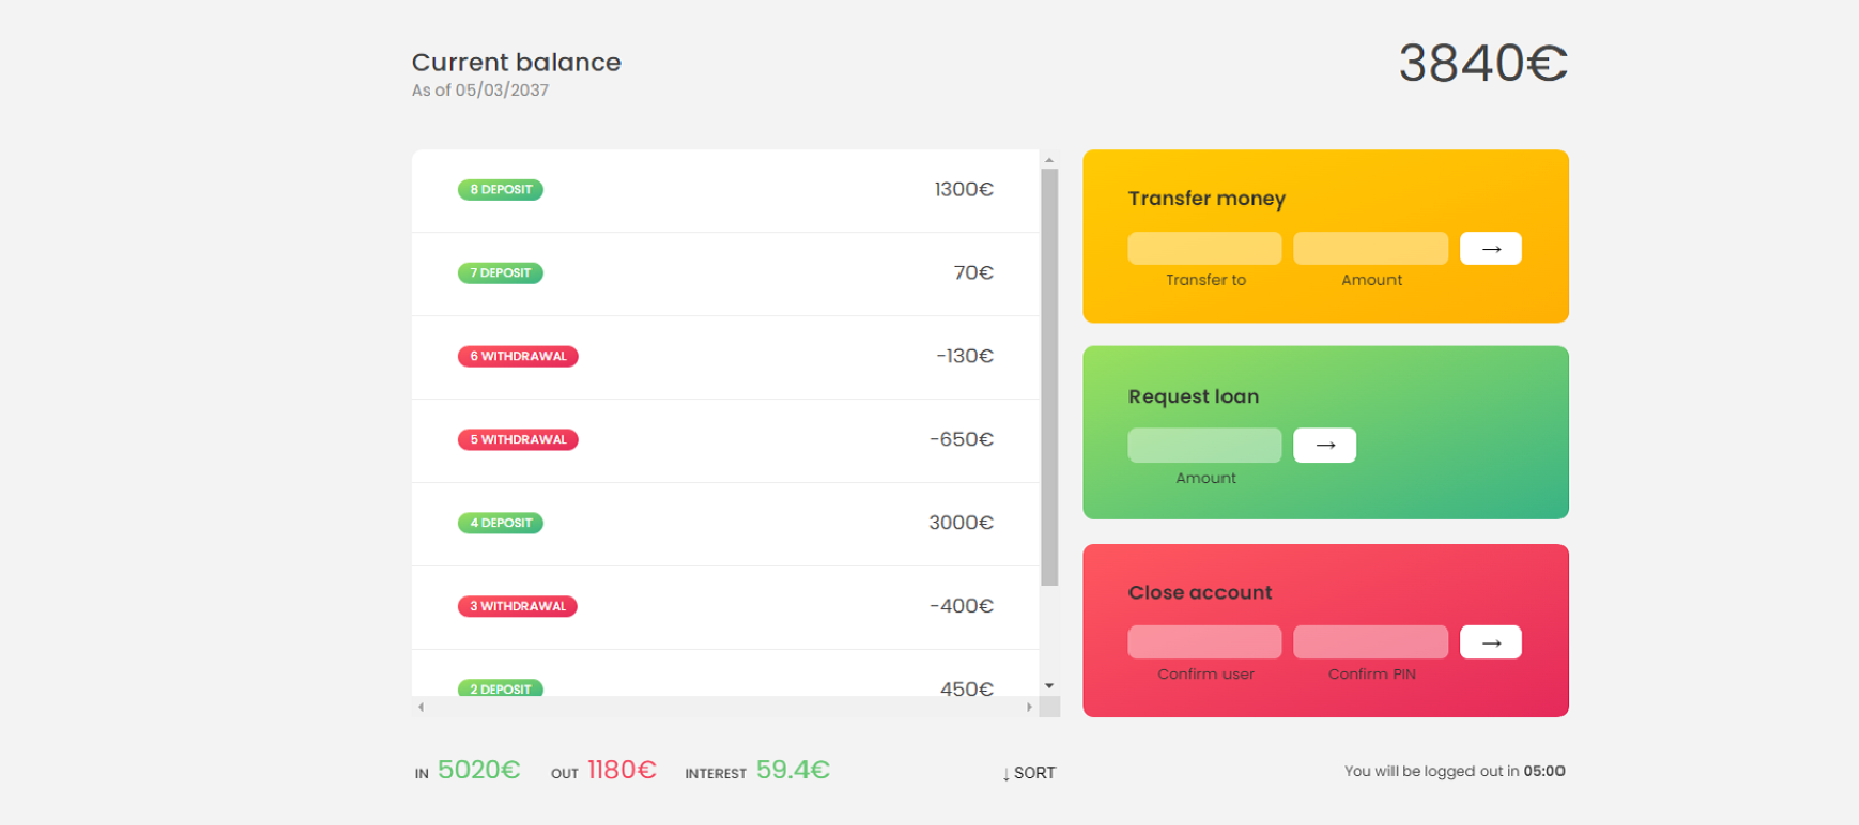 Current balance
As of 05/03/2037
3840€
8 DEPOSIT 1300€
7 DEPOSIT 70€
6 WITHDRAWAL -130€
5 WITHDRAWAL -650€
4 DEPOSIT 3000€
3 WITHDRAWAL -400€
2 DEPOSIT 450€
Transfer money
→
Transfer to Amount
Request loan
→
Amount
Close account
→
Confirm user Confirm PIN
IN 5020€ OUT 1180€ INTEREST 59.4€ ↓ SORT
You will be logged out in 05:00